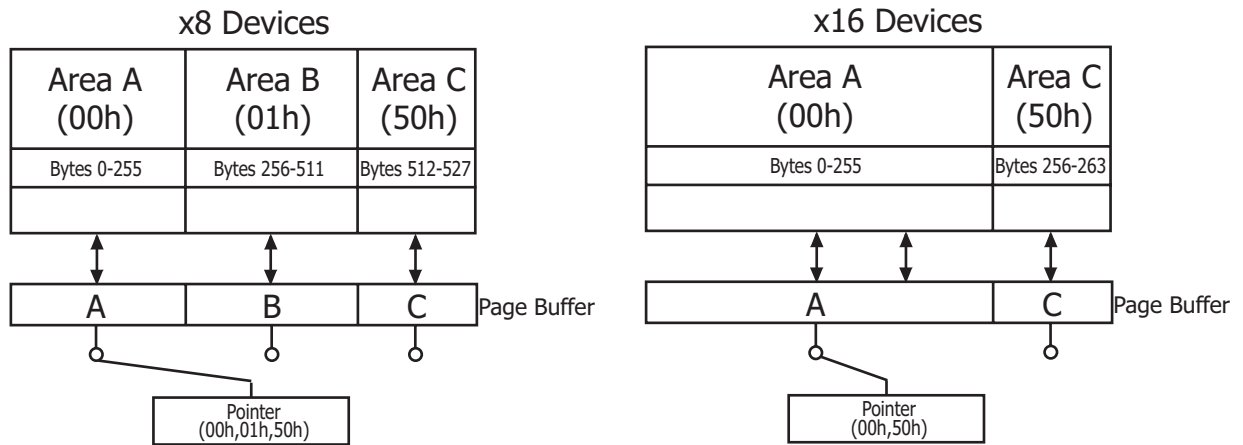 x8 Devices
Area A
(00h)
Area B
(01h)
Area C
(50h)
Bytes 0-255
Bytes 256-511
Bytes 512-527
A
B
C
Page Buffer
Pointer
(00h,01h,50h)
x16 Devices
Area A
(00h)
Area C
(50h)
Bytes 0-255
Bytes 256-263
A
C
Page Buffer
Pointer
(00h,50h)